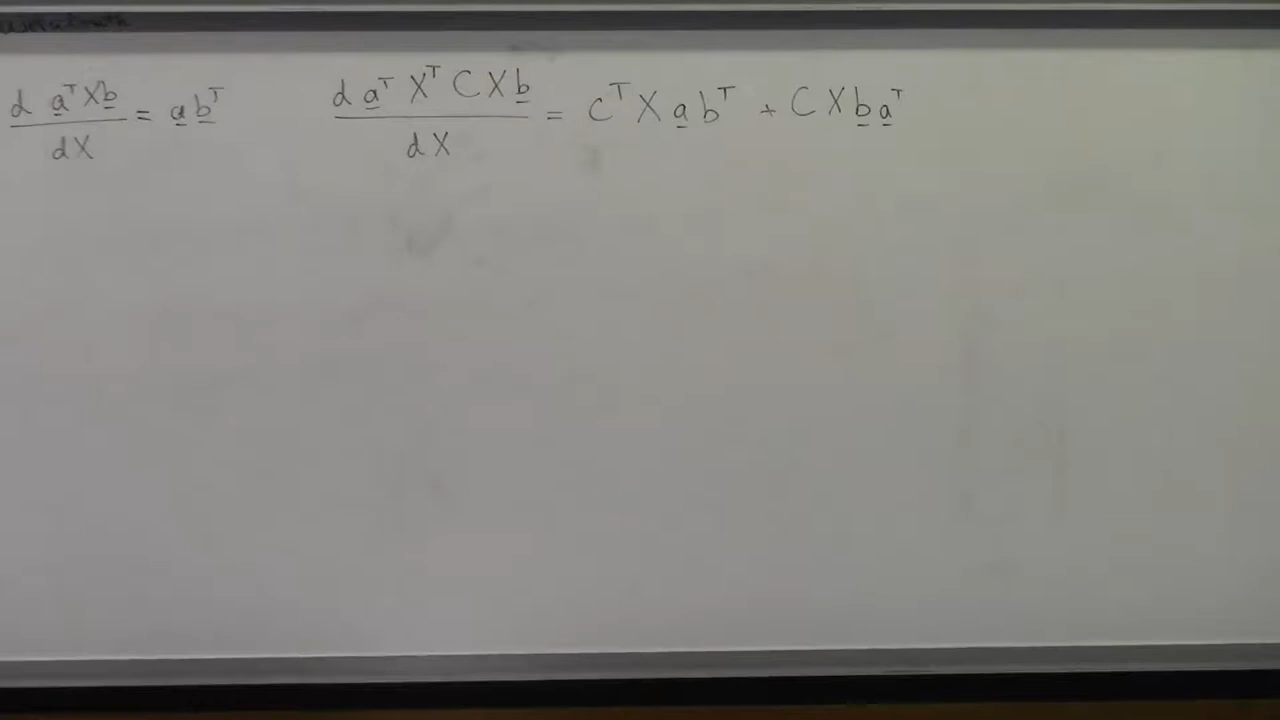 d a^T X b / dX = a b^T
d a^T X^T C X b / dX = C^T X a b^T + C X b a^T